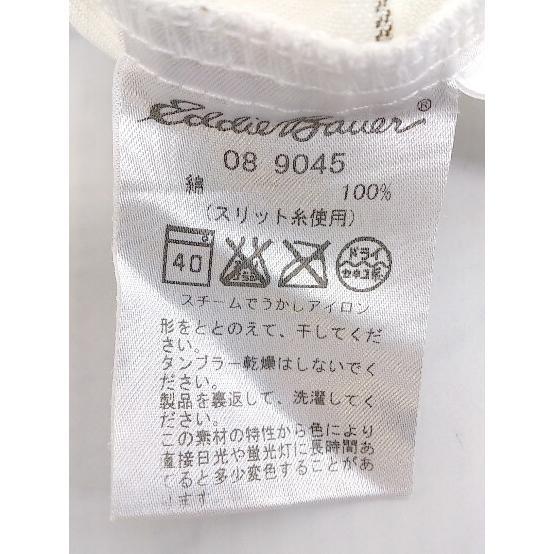 Eddie Bauer®
08 9045
綿 100%
(スリット糸使用)
40 ドライ
スチームでうかしアイロン
形をととのえて、干してくだ
さい。
タンブラー乾燥はしないでく
ださい。
製品を裏返して、洗濯してく
ださい。
この素材の特性から色により
直接日光や蛍光灯に長時間あ
てると多少変色することがあ
ります